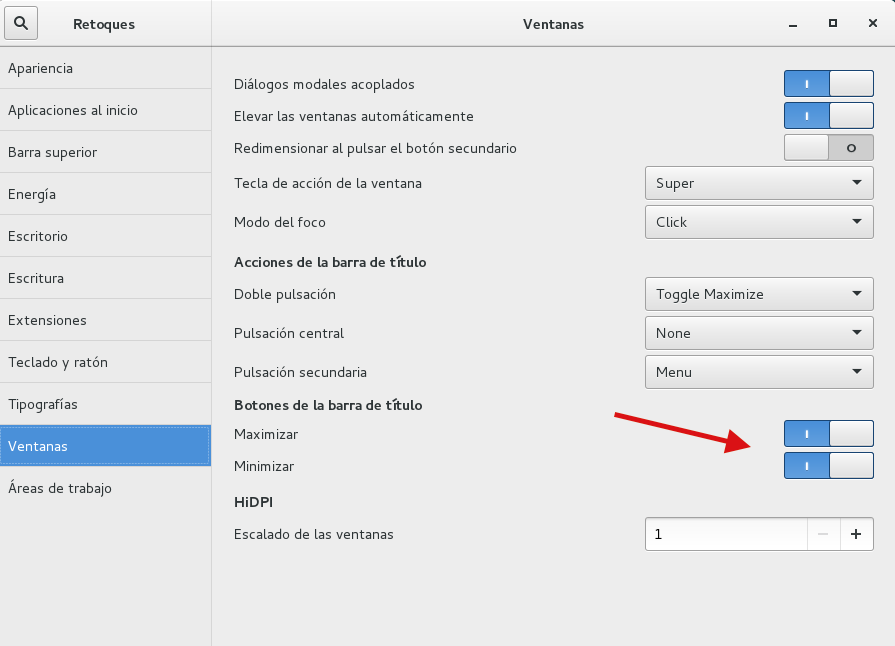 Retoques
Ventanas
Apariencia
Aplicaciones al inicio
Barra superior
Energía
Escritorio
Escritura
Extensiones
Teclado y ratón
Tipografías
Ventanas
Áreas de trabajo
Diálogos modales acoplados
Elevar las ventanas automáticamente
Redimensionar al pulsar el botón secundario
Tecla de acción de la ventana Super
Modo del foco Click
Acciones de la barra de título
Doble pulsación Toggle Maximize
Pulsación central None
Pulsación secundaria Menu
Botones de la barra de título
Maximizar
Minimizar
HiDPI
Escalado de las ventanas 1